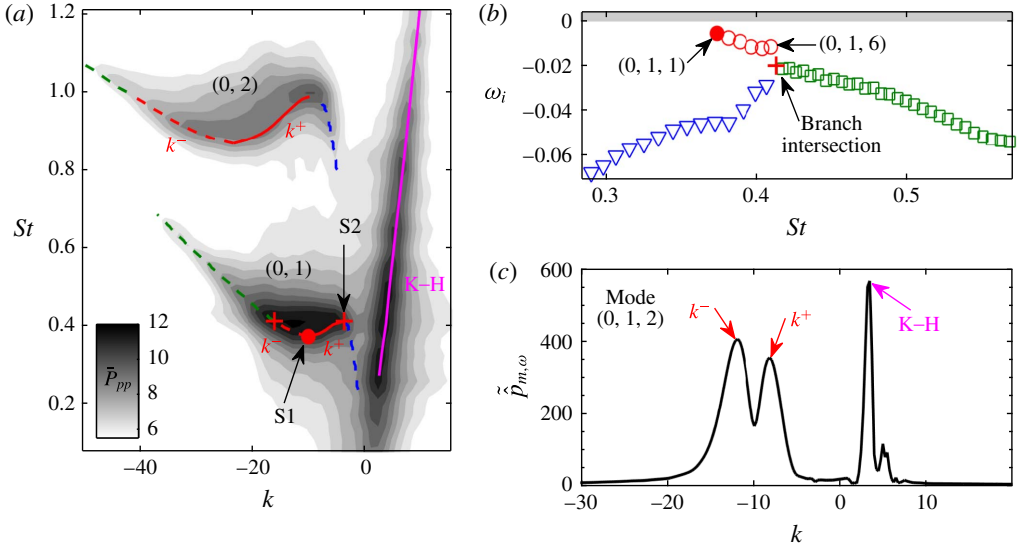 (a)
1.2
1.0
0.8
St
0.6
0.4
0.2
(0, 2)
k−
k+
(0, 1)
S2
K–H
k−
k+
S1
12
10
8
6
P̄pp
−40
−20
0
k
(b)
0
−0.02
ωi
−0.04
−0.06
(0, 1, 1)
(0, 1, 6)
Branch
intersection
0.3
0.4
0.5
St
(c)
600
400
200
0
p̃̂m,ω
Mode
(0, 1, 2)
k−
k+
K–H
−30
−20
−10
0
10
k